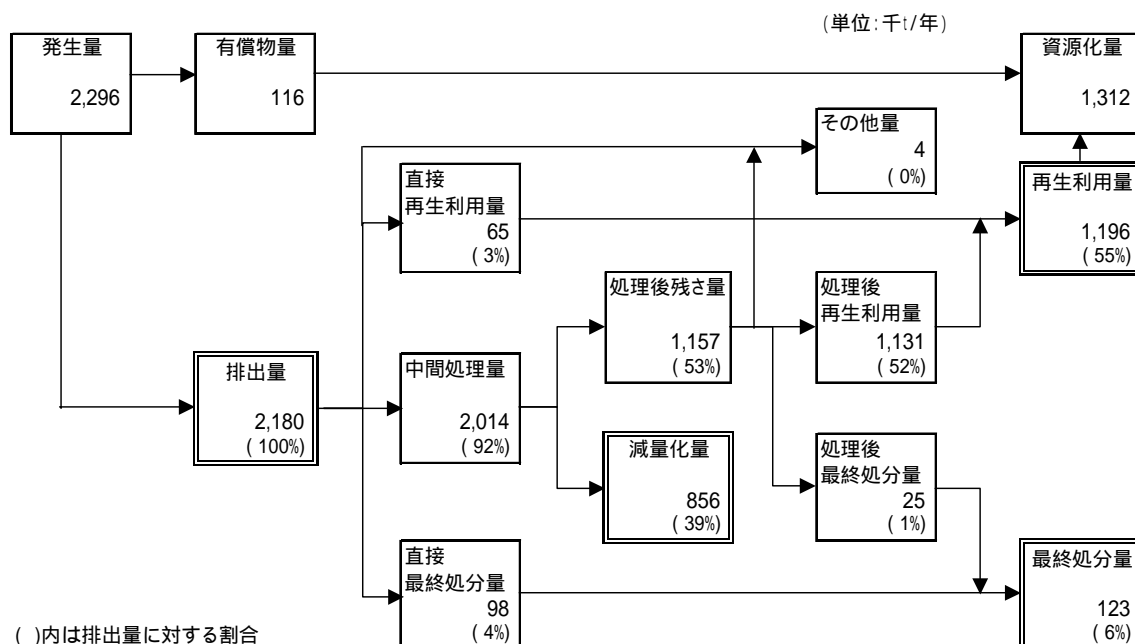 (単位:千t/年)
発生量
2,296
有償物量
116
資源化量
1,312
その他量
4
( 0%)
直接
再生利用量
65
( 3%)
再生利用量
1,196
( 55%)
処理後残さ量
1,157
( 53%)
処理後
再生利用量
1,131
( 52%)
排出量
2,180
( 100%)
中間処理量
2,014
( 92%)
減量化量
856
( 39%)
処理後
最終処分量
25
( 1%)
直接
最終処分量
98
( 4%)
最終処分量
123
( 6%)
( )内は排出量に対する割合